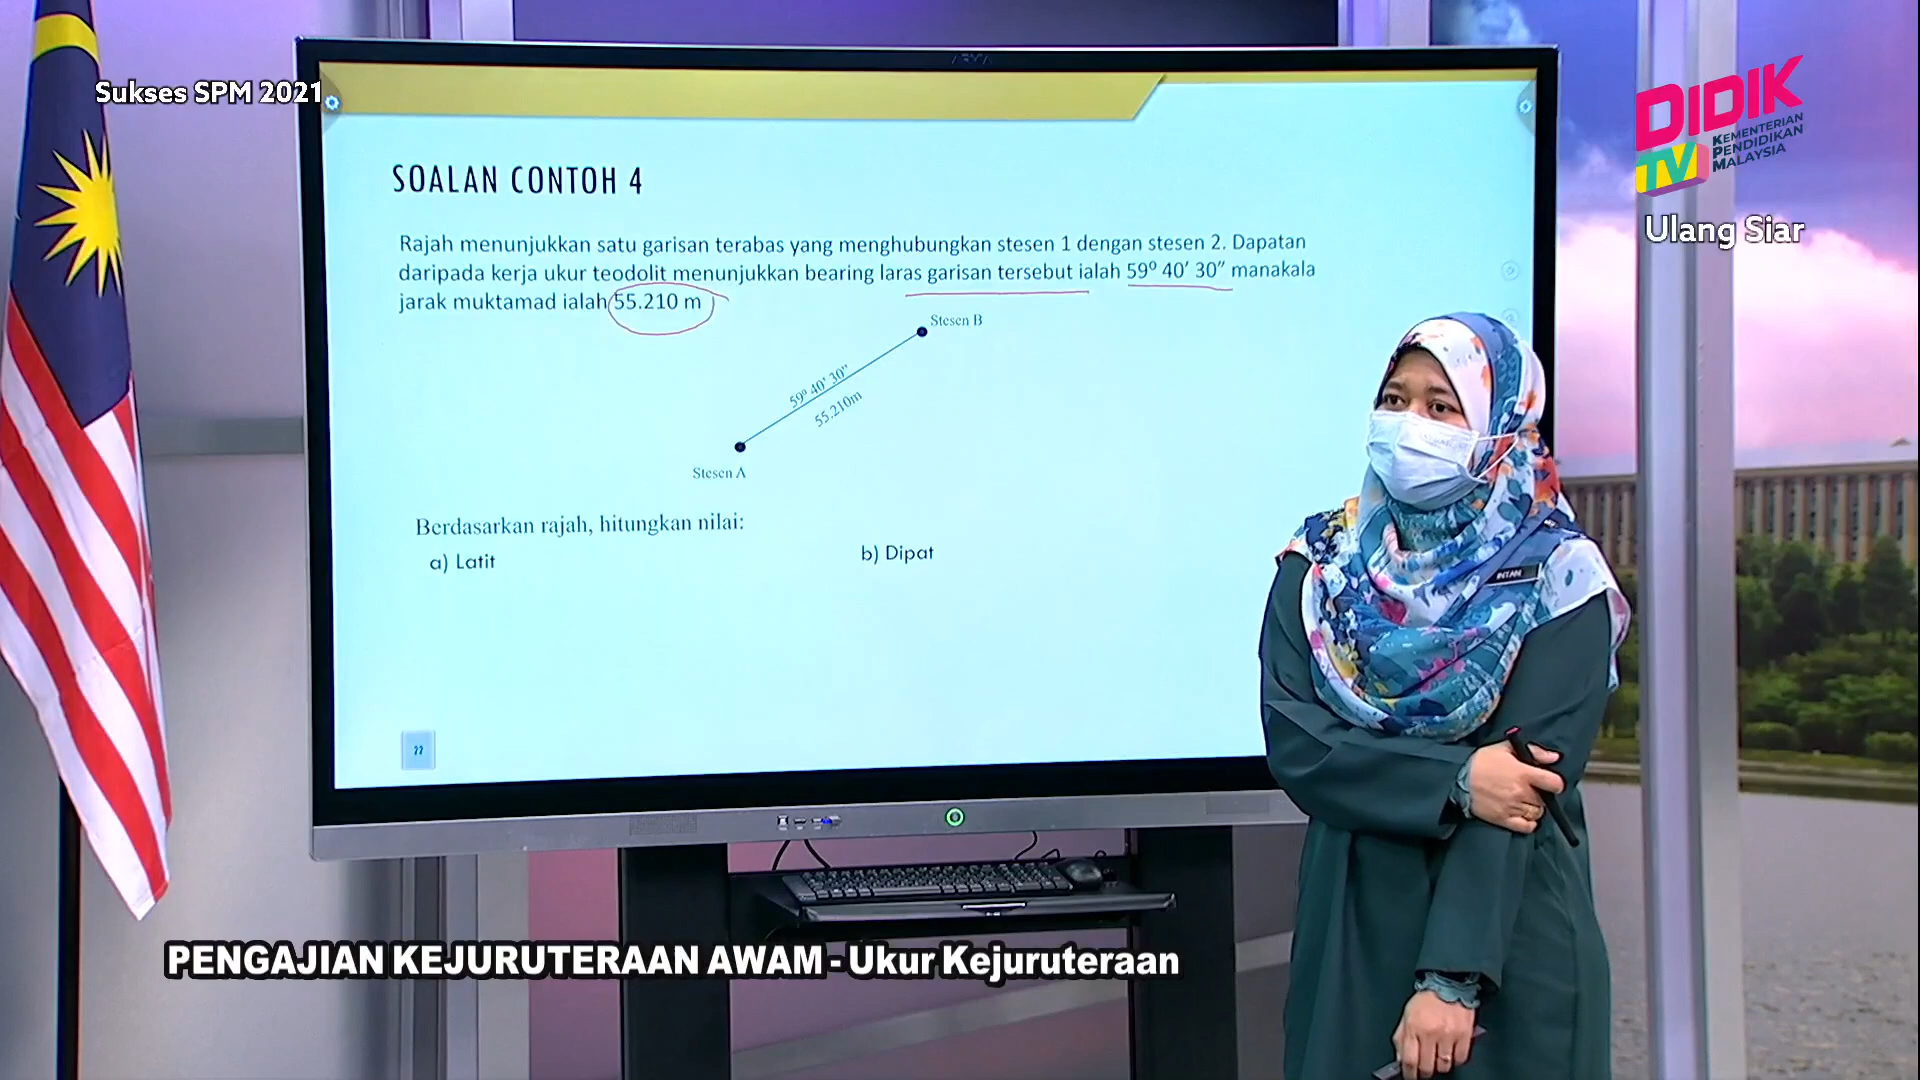 Sukses SPM 2021
DIDIK
TV
KEMENTERIAN
PENDIDIKAN
MALAYSIA
Ulang Siar
SOALAN CONTOH 4
Rajah menunjukkan satu garisan terabas yang menghubungkan stesen 1 dengan stesen 2. Dapatan
daripada kerja ukur teodolit menunjukkan bearing laras garisan tersebut ialah 59⁰ 40′ 30″ manakala
jarak muktamad ialah 55.210 m
Stesen B
59⁰ 40′ 30″
55.210m
Stesen A
Berdasarkan rajah, hitungkan nilai:
a) Latit
b) Dipat
INTAN
PENGAJIAN KEJURUTERAAN AWAM - Ukur Kejuruteraan